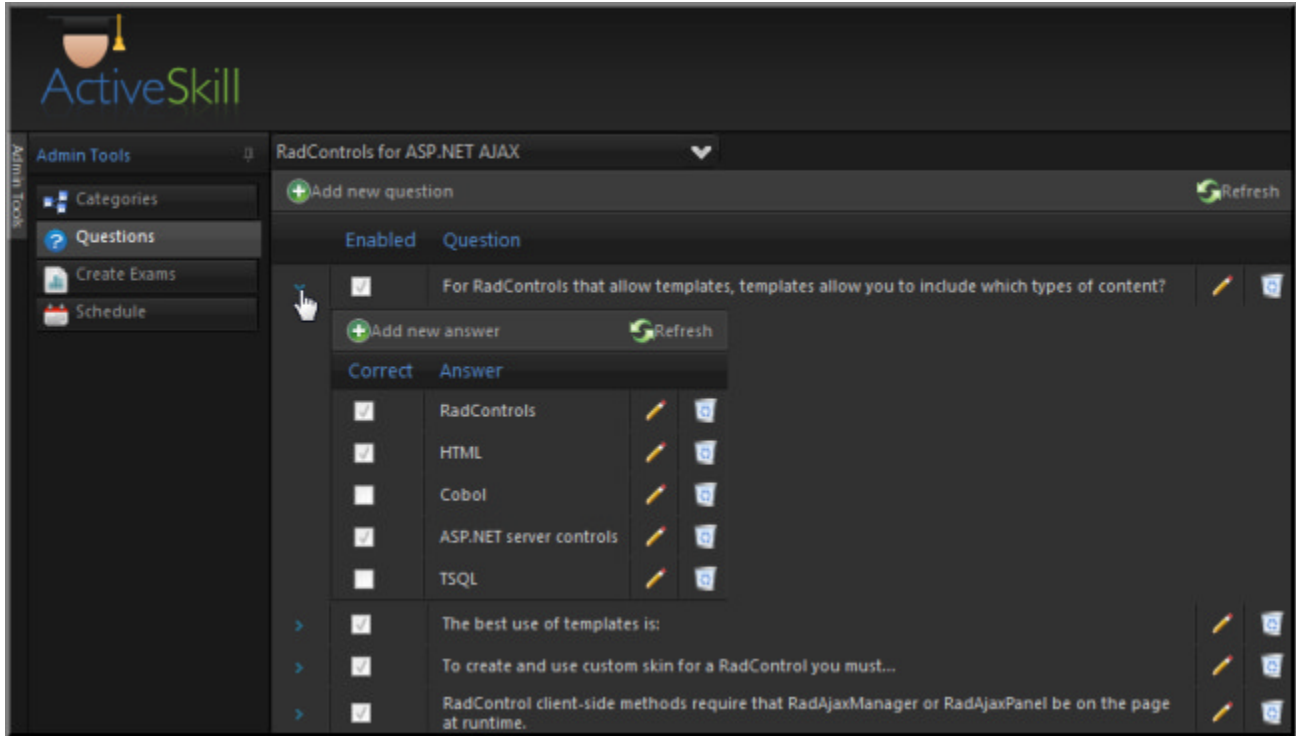 ActiveSkill
Admin Tools
Admin Tools
RadControls for ASP.NET AJAX
Categories
Add new question
Refresh
Questions
Enabled
Question
Create Exams
For RadControls that allow templates, templates allow you to include which types of content?
Schedule
Add new answer
Refresh
Correct
Answer
RadControls
HTML
Cobol
ASP.NET server controls
TSQL
The best use of templates is:
To create and use custom skin for a RadControl you must...
RadControl client-side methods require that RadAjaxManager or RadAjaxPanel be on the page
at runtime.